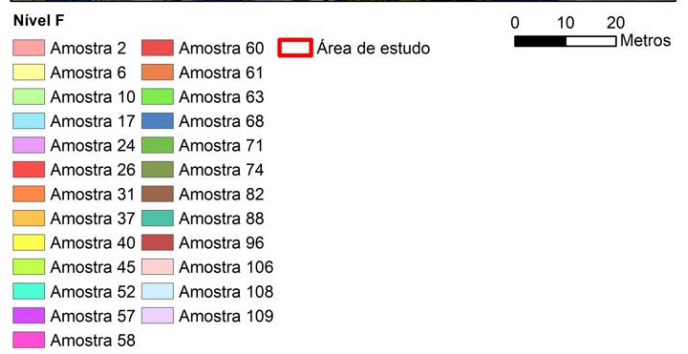 Nível F
0 10 20
Metros
Amostra 2
Amostra 6
Amostra 10
Amostra 17
Amostra 24
Amostra 26
Amostra 31
Amostra 37
Amostra 40
Amostra 45
Amostra 52
Amostra 57
Amostra 58
Amostra 60
Amostra 61
Amostra 63
Amostra 68
Amostra 71
Amostra 74
Amostra 82
Amostra 88
Amostra 96
Amostra 106
Amostra 108
Amostra 109
Área de estudo